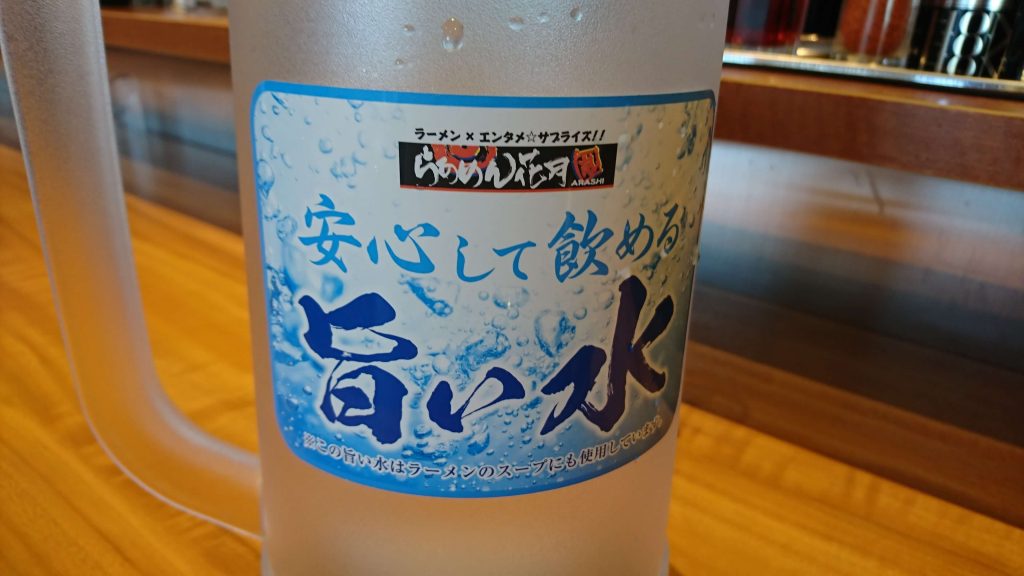 ラーメン×エンタメ☆サプライズ!!
らあめん花月嵐
ARASHI
安心して飲める
旨い水
※この旨い水はラーメンのスープにも使用しています。